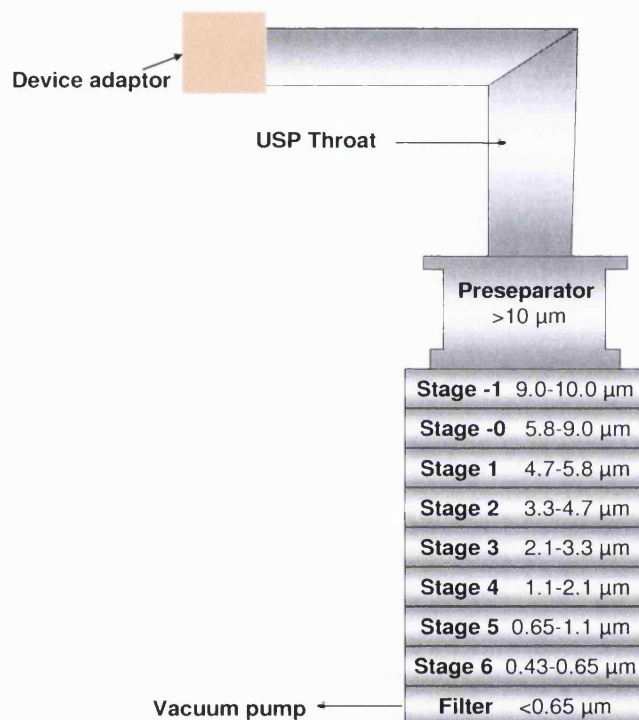 Device adaptor
USP Throat
Preseparator
>10 µm
Stage -1 9.0-10.0 µm
Stage -0 5.8-9.0 µm
Stage 1 4.7-5.8 µm
Stage 2 3.3-4.7 µm
Stage 3 2.1-3.3 µm
Stage 4 1.1-2.1 µm
Stage 5 0.65-1.1 µm
Stage 6 0.43-0.65 µm
Filter <0.65 µm
Vacuum pump